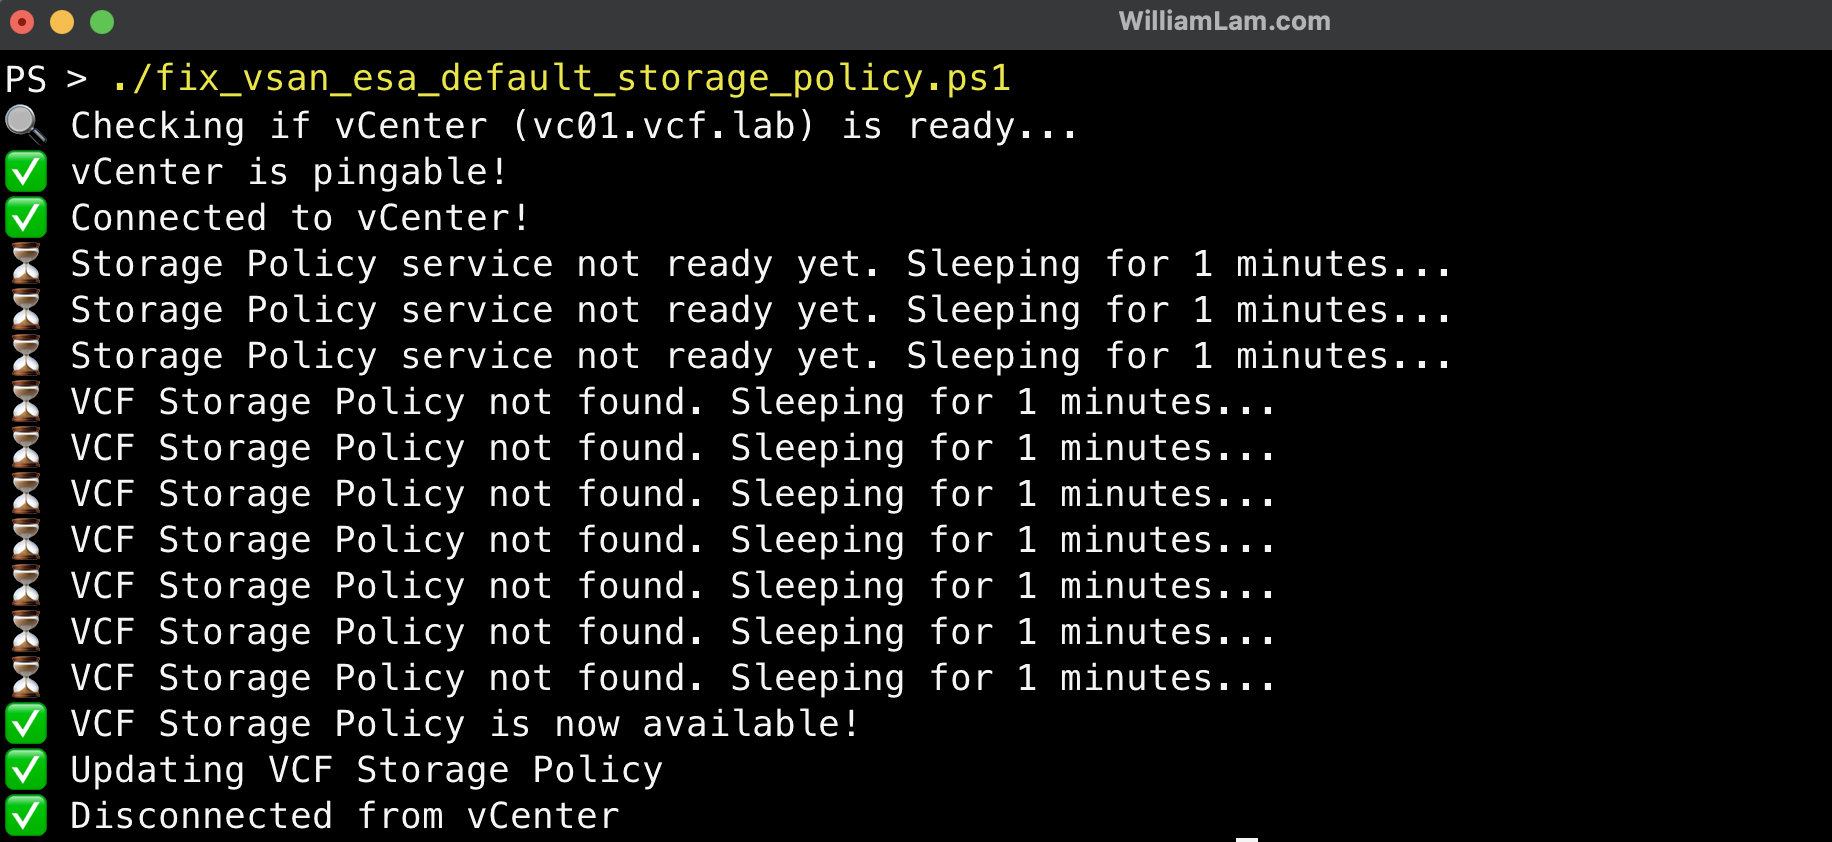 WilliamLam.com
PS > ./fix_vsan_esa_default_storage_policy.ps1
🔍 Checking if vCenter (vc01.vcf.lab) is ready...
✅ vCenter is pingable!
✅ Connected to vCenter!
⏳ Storage Policy service not ready yet. Sleeping for 1 minutes...
⏳ Storage Policy service not ready yet. Sleeping for 1 minutes...
⏳ Storage Policy service not ready yet. Sleeping for 1 minutes...
⏳ VCF Storage Policy not found. Sleeping for 1 minutes...
⏳ VCF Storage Policy not found. Sleeping for 1 minutes...
⏳ VCF Storage Policy not found. Sleeping for 1 minutes...
⏳ VCF Storage Policy not found. Sleeping for 1 minutes...
⏳ VCF Storage Policy not found. Sleeping for 1 minutes...
⏳ VCF Storage Policy not found. Sleeping for 1 minutes...
⏳ VCF Storage Policy not found. Sleeping for 1 minutes...
✅ VCF Storage Policy is now available!
✅ Updating VCF Storage Policy
✅ Disconnected from vCenter